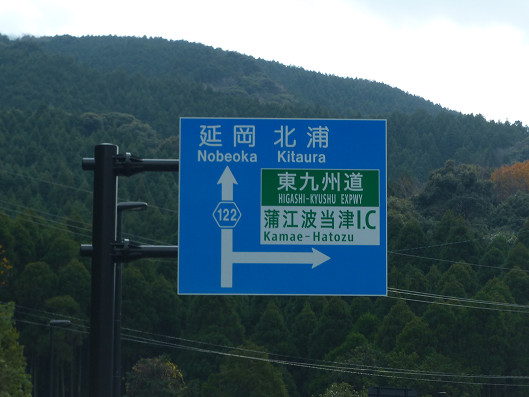 延岡 北浦
Nobeoka Kitaura
122
東九州道
HIGASHI-KYUSHU EXPWY
蒲江波当津I.C
Kamae-Hatozu